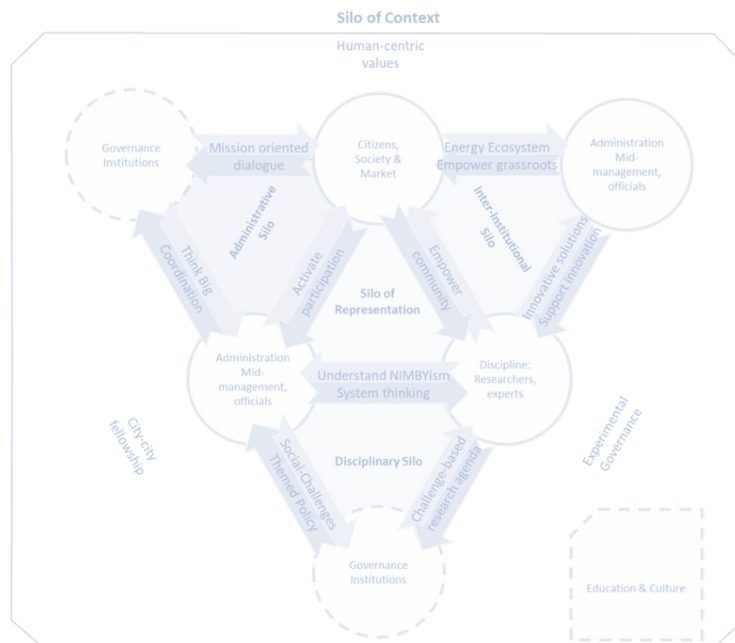 Silo of Context
Human-centric
values
Governance
Institutions
Mission oriented
dialogue
Citizens,
Society &
Market
Energy Ecosystem
Empower grassroots
Administration
Mid-
management,
officials
Administrative
Silo
Inter-institutional
Silo
Think Big
Coordination
Activate
participation
Silo of
Representation
Empower
community
Innovative solutions
Support innovation
Administration
Mid-
management,
officials
Understand NIMBYism
System thinking
Discipline:
Researchers,
experts
City-city
fellowship
Experimental
Governance
Social-Challenges
Themed Policy
Disciplinary Silo
Challenge-based
research agenda
Governance
Institutions
Education & Culture